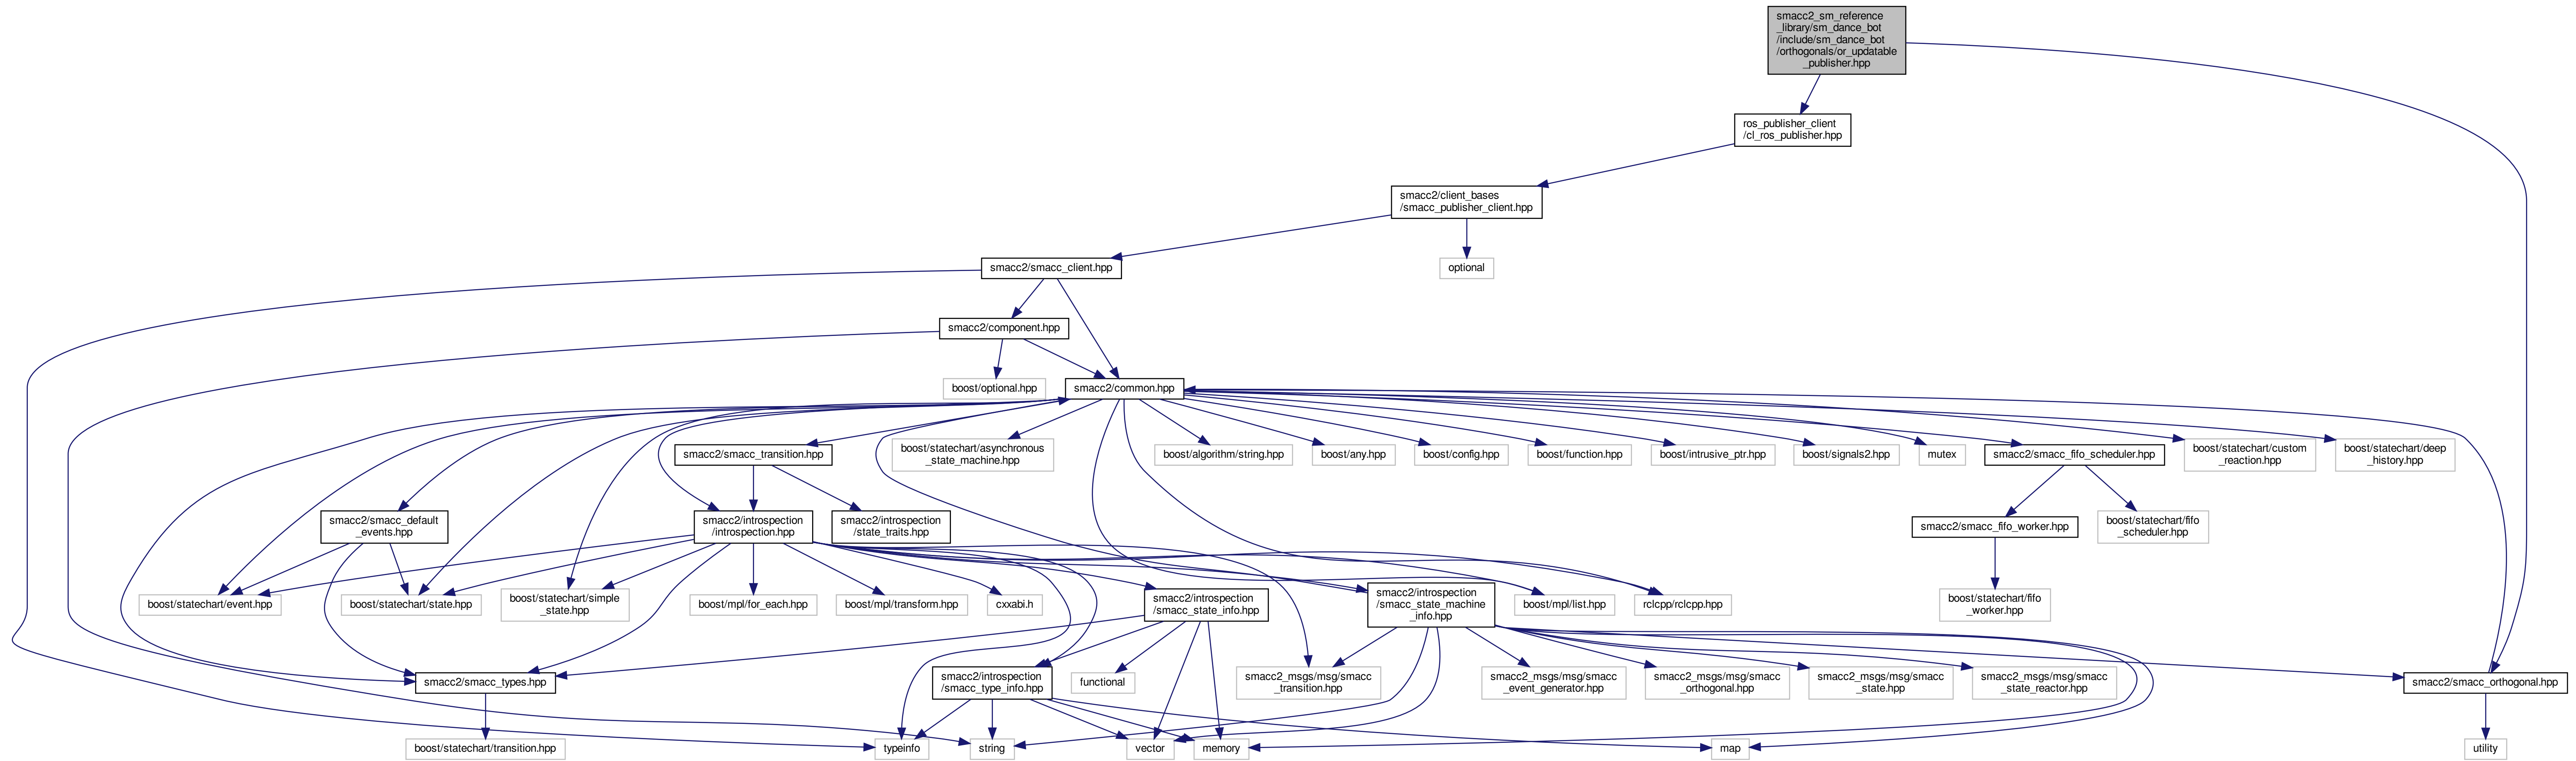 smacc2_sm_reference
_library/sm_dance_bot
/include/sm_dance_bot
/orthogonals/or_updatable
_publisher.hpp
ros_publisher_client
/cl_ros_publisher.hpp
smacc2/client_bases
/smacc_publisher_client.hpp
smacc2/smacc_client.hpp
optional
smacc2/component.hpp
boost/optional.hpp
smacc2/common.hpp
smacc2/smacc_transition.hpp
boost/statechart/asynchronous
_state_machine.hpp
boost/algorithm/string.hpp
boost/any.hpp
boost/config.hpp
boost/function.hpp
boost/intrusive_ptr.hpp
boost/signals2.hpp
mutex
smacc2/smacc_fifo_scheduler.hpp
boost/statechart/custom
_reaction.hpp
boost/statechart/deep
_history.hpp
smacc2/smacc_default
_events.hpp
smacc2/introspection
/introspection.hpp
smacc2/introspection
/state_traits.hpp
smacc2/smacc_fifo_worker.hpp
boost/statechart/fifo
_scheduler.hpp
boost/statechart/event.hpp
boost/statechart/state.hpp
boost/statechart/simple
_state.hpp
boost/mpl/for_each.hpp
boost/mpl/transform.hpp
cxxabi.h
smacc2/introspection
/smacc_state_info.hpp
smacc2/introspection
/smacc_state_machine
_info.hpp
boost/mpl/list.hpp
rclcpp/rclcpp.hpp
boost/statechart/fifo
_worker.hpp
smacc2/smacc_types.hpp
smacc2/introspection
/smacc_type_info.hpp
functional
smacc2_msgs/msg/smacc
_transition.hpp
smacc2_msgs/msg/smacc
_event_generator.hpp
smacc2_msgs/msg/smacc
_orthogonal.hpp
smacc2_msgs/msg/smacc
_state.hpp
smacc2_msgs/msg/smacc
_state_reactor.hpp
smacc2/smacc_orthogonal.hpp
boost/statechart/transition.hpp
typeinfo
string
vector
memory
map
utility